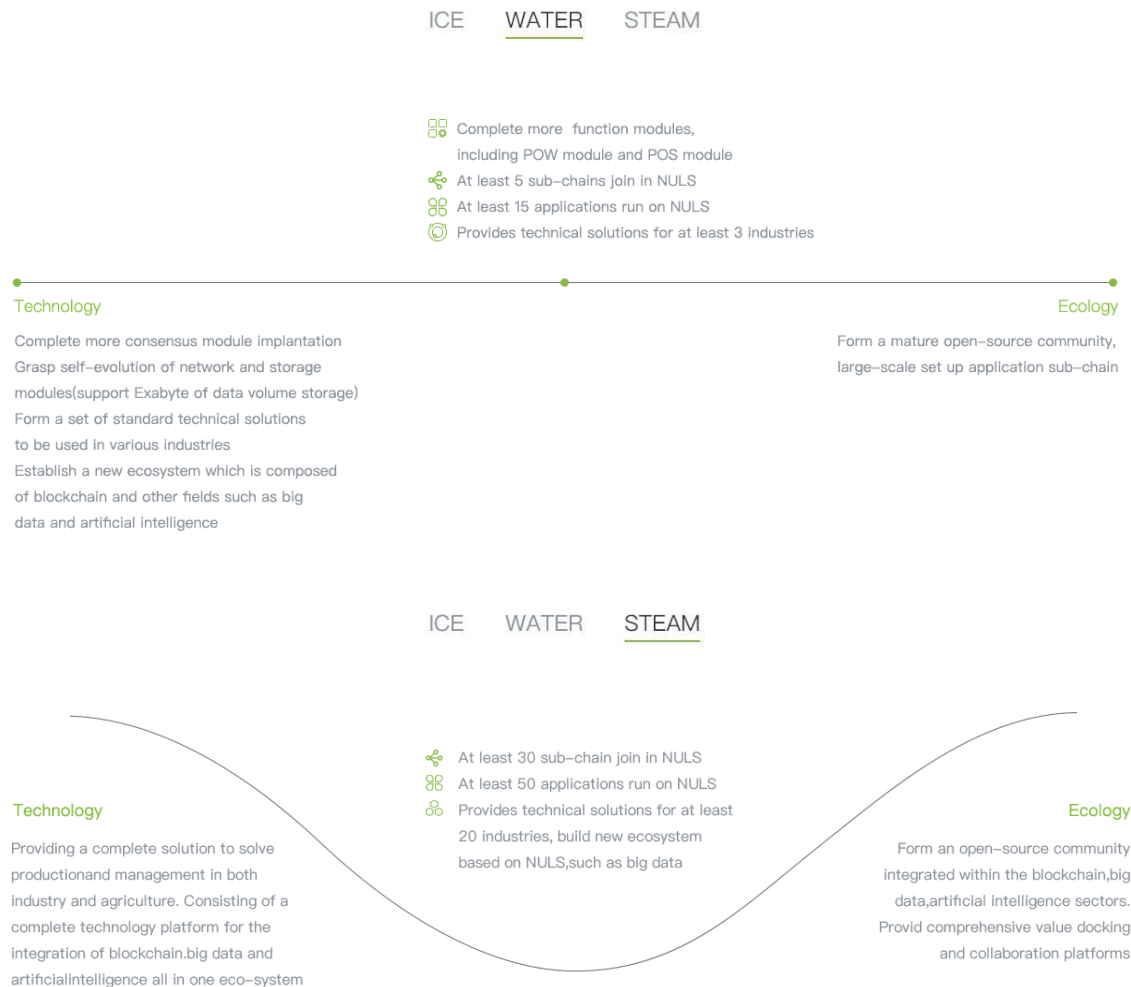 ICE WATER STEAM
Complete more function modules,
including POW module and POS module
At least 5 sub-chains join in NULS
At least 15 applications run on NULS
Provides technical solutions for at least 3 industries
Technology
Complete more consensus module implantation
Grasp self-evolution of network and storage
modules(support Exabyte of data volume storage)
Form a set of standard technical solutions
to be used in various industries
Establish a new ecosystem which is composed
of blockchain and other fields such as big
data and artificial intelligence
Ecology
Form a mature open-source community,
large-scale set up application sub-chain
ICE WATER STEAM
At least 30 sub-chain join in NULS
At least 50 applications run on NULS
Provides technical solutions for at least
20 industries, build new ecosystem
based on NULS,such as big data
Technology
Providing a complete solution to solve
productionand management in both
industry and agriculture. Consisting of a
complete technology platform for the
integration of blockchain.big data and
artificialintelligence all in one eco-system
Ecology
Form an open-source community
integrated within the blockchain,big
data,artificial intelligence sectors.
Provid comprehensive value docking
and collaboration platforms